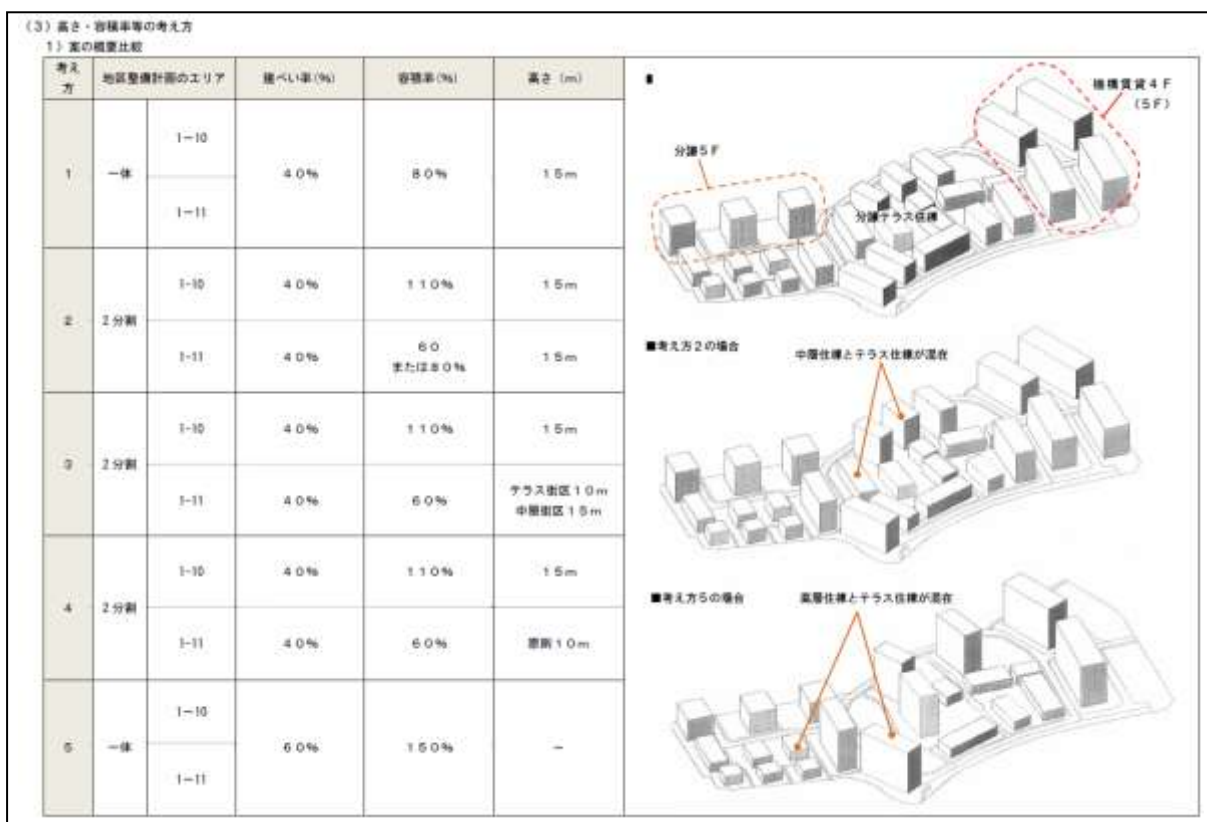 (3)高さ・容積率等の考え方
1)案の概要比較
考え方 地区整備計画のエリア 建ぺい率(%) 容積率(%) 高さ(m)
1 一体 1-10 40% 80% 15m
1-11
2 2分割 1-10 40% 110% 15m
1-11 40% 60または80% 15m
3 2分割 1-10 40% 110% 15m
1-11 40% 60% テラス街区10m
中層街区15m
4 2分割 1-10 40% 110% 15m
1-11 40% 60% 原則10m
5 一体 1-10 60% 150% -
1-11
機構賃貸4F
(5F)
分譲5F
分譲テラス住棟
■考え方2の場合 中層住棟とテラス住棟が混在
■考え方5の場合 高層住棟とテラス住棟が混在